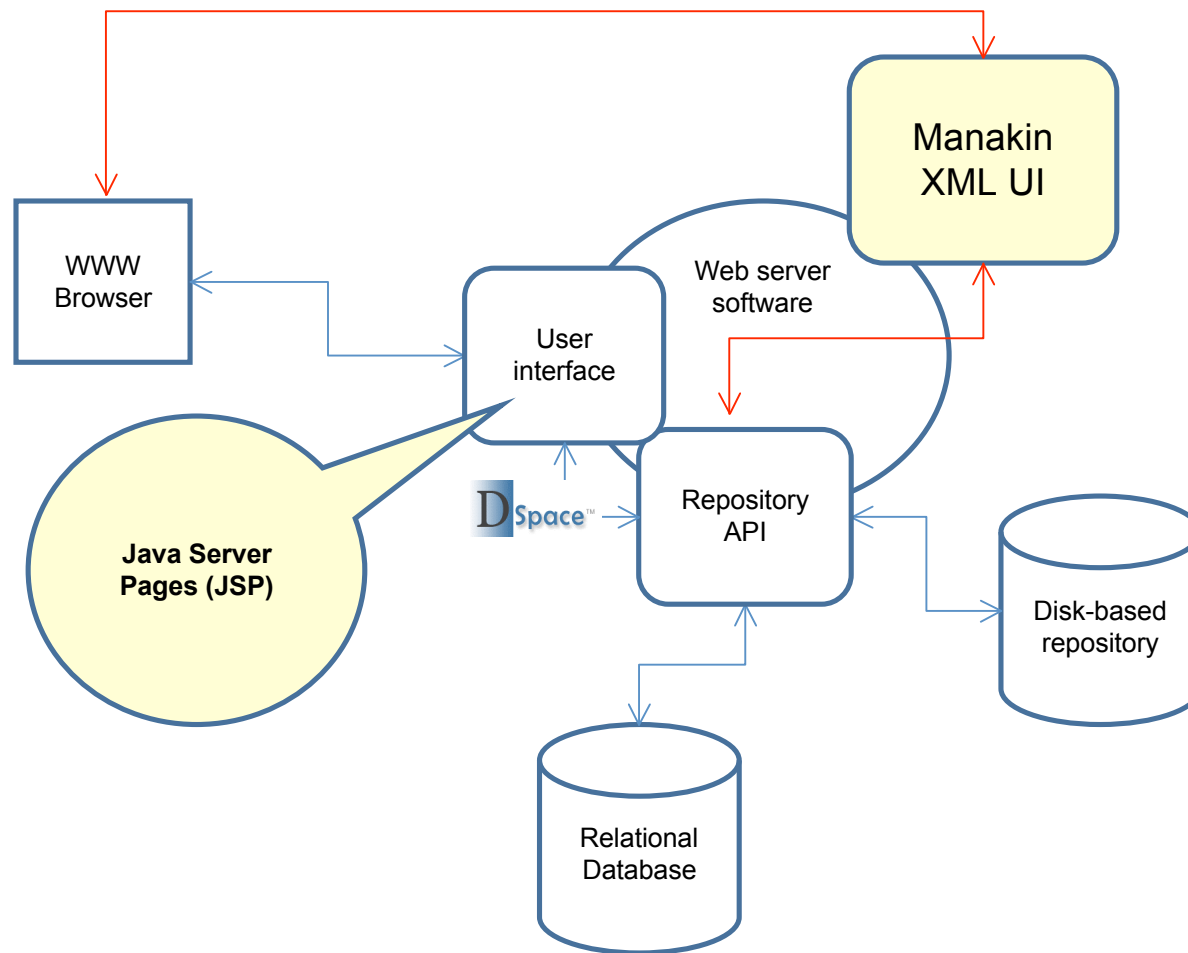 Manakin
XML UI
WWW
Browser
Web server
software
User
interface
DSpace™
Repository
API
Java Server
Pages (JSP)
Disk-based
repository
Relational
Database